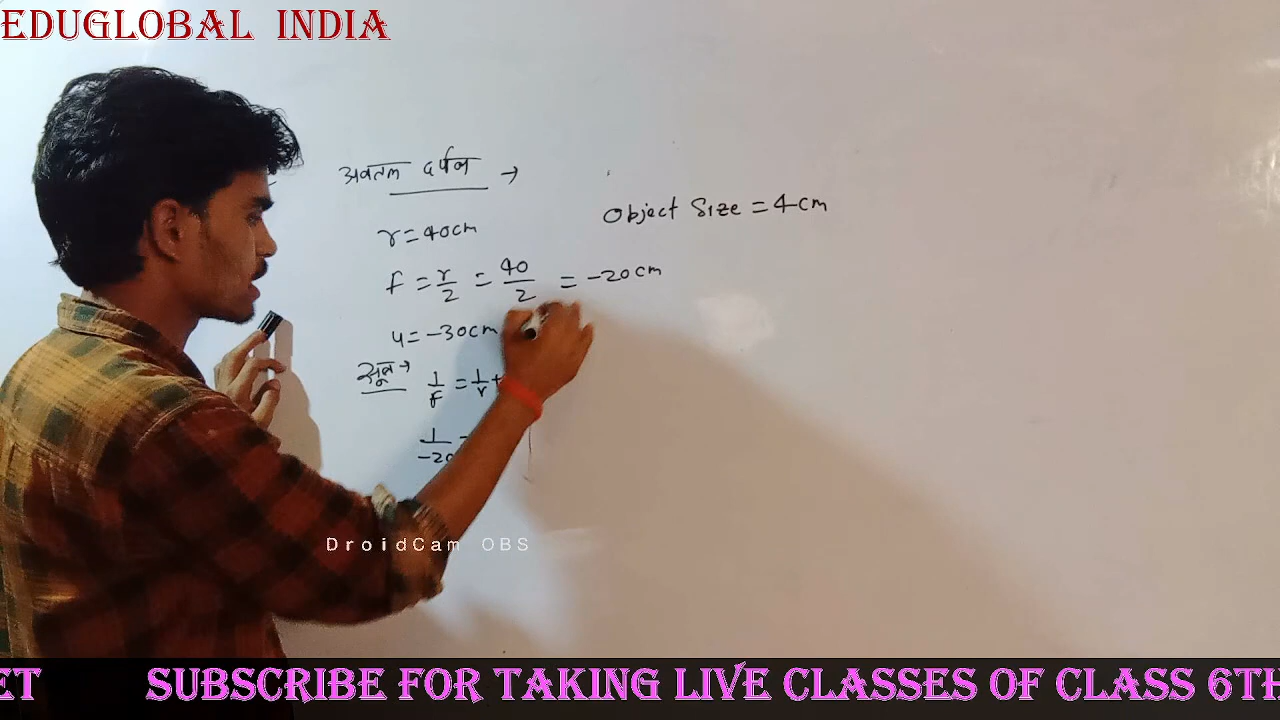 EDUGLOBAL INDIA
अवतल दर्पण →
Object Size = 4cm
r = 40cm
f = r/2 = 40/2 = -20cm
u = -30cm
सूत्र → 1/f = 1/v +
1/-20
DroidCam OBS
ET SUBSCRIBE FOR TAKING LIVE CLASSES OF CLASS 6TH